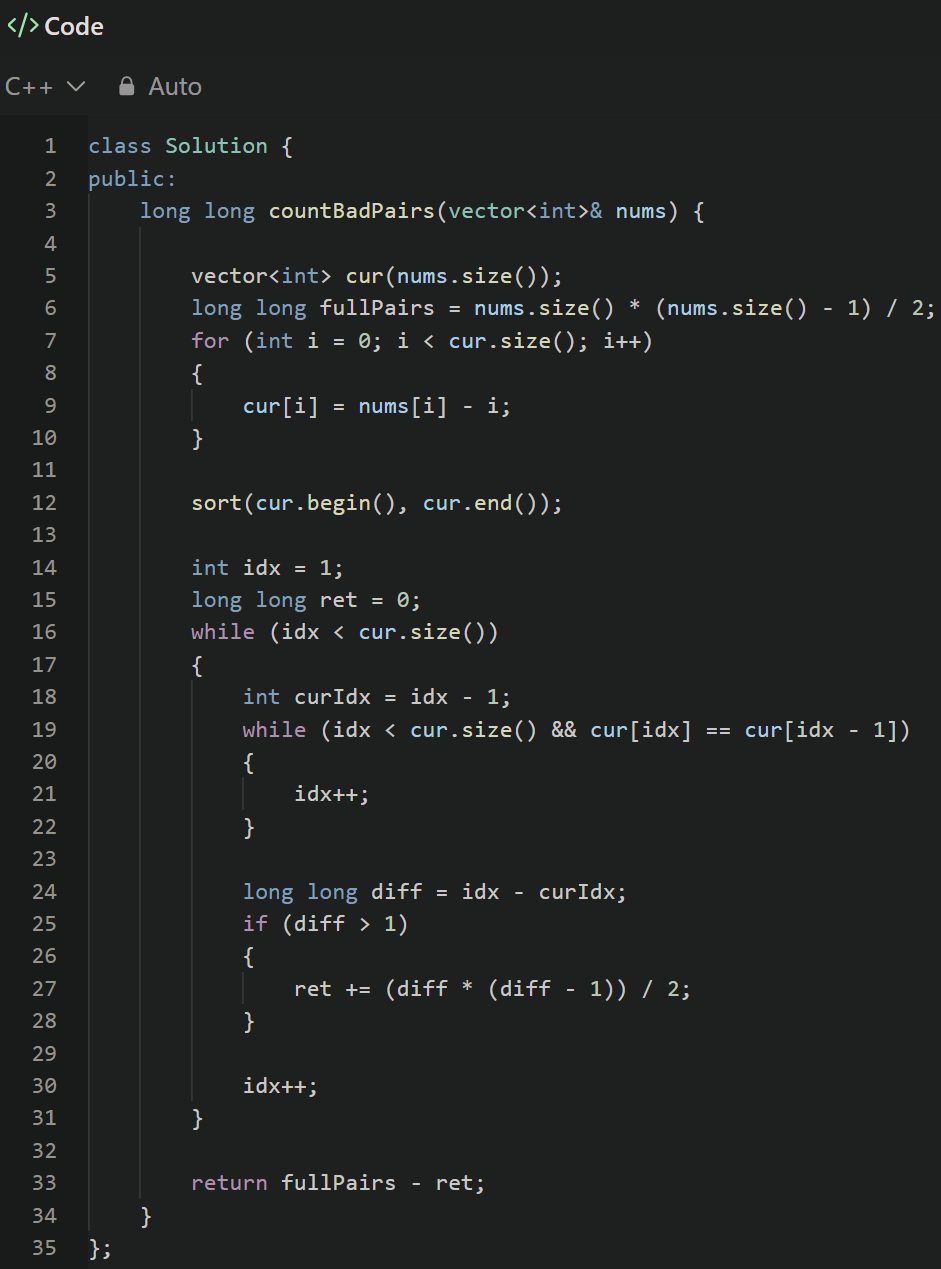 </> Code
C++ Auto
1 class Solution {
2 public:
3     long long countBadPairs(vector<int>& nums) {
4
5         vector<int> cur(nums.size());
6         long long fullPairs = nums.size() * (nums.size() - 1) / 2;
7         for (int i = 0; i < cur.size(); i++)
8         {
9             cur[i] = nums[i] - i;
10         }
11
12         sort(cur.begin(), cur.end());
13
14         int idx = 1;
15         long long ret = 0;
16         while (idx < cur.size())
17         {
18             int curIdx = idx - 1;
19             while (idx < cur.size() && cur[idx] == cur[idx - 1])
20             {
21                 idx++;
22             }
23
24             long long diff = idx - curIdx;
25             if (diff > 1)
26             {
27                 ret += (diff * (diff - 1)) / 2;
28             }
29
30             idx++;
31         }
32
33         return fullPairs - ret;
34     }
35 };